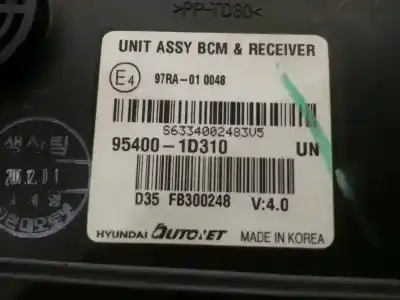 >PP-TD30<
UNIT ASSY BCM & RECEIVER
E4 97RA-01 0048
S6334002483V5
95400-1D310 UN
D35 FB300248 V:4.0
HYUNDAI AUTONET MADE IN KOREA
2006.12.01